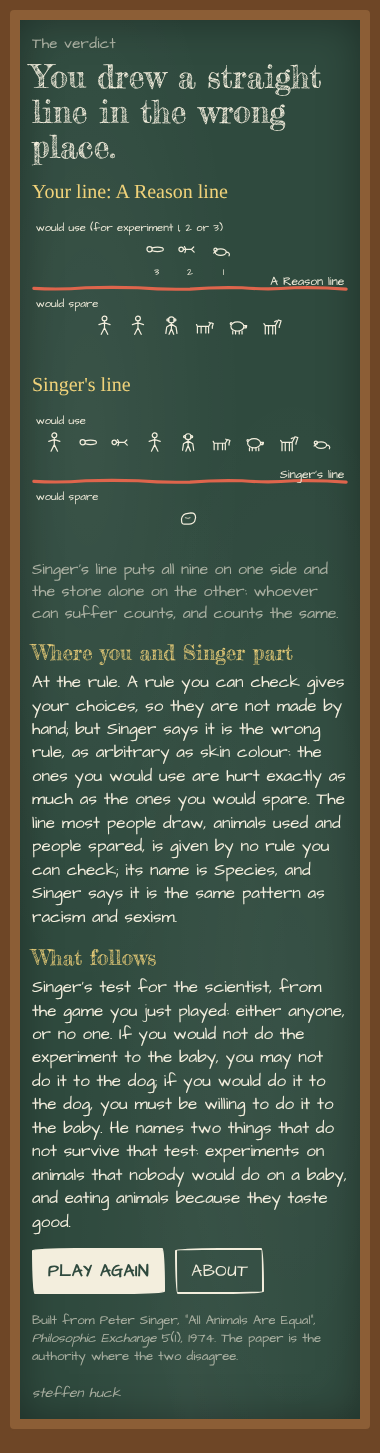 The verdict
You drew a straight
line in the wrong
place.
Your line: A Reason line
would use (for experiment 1, 2 or 3)
3 2 1
A Reason line
would spare
Singer's line
would use
Singer's line
would spare
Singer's line puts all nine on one side and
the stone alone on the other: whoever
can suffer counts, and counts the same.
Where you and Singer part
At the rule. A rule you can check gives
your choices, so they are not made by
hand; but Singer says it is the wrong
rule, as arbitrary as skin colour: the
ones you would use are hurt exactly as
much as the ones you would spare. The
line most people draw, animals used and
people spared, is given by no rule you
can check; its name is Species, and
Singer says it is the same pattern as
racism and sexism.
What follows
Singer's test for the scientist, from
the game you just played: either anyone,
or no one. If you would not do the
experiment to the baby, you may not
do it to the dog; if you would do it to
the dog, you must be willing to do it to
the baby. He names two things that do
not survive that test: experiments on
animals that nobody would do on a baby,
and eating animals because they taste
good.
PLAY AGAIN
ABOUT
Built from Peter Singer, "All Animals Are Equal",
Philosophic Exchange 5(1), 1974. The paper is the
authority where the two disagree.
steffen huck